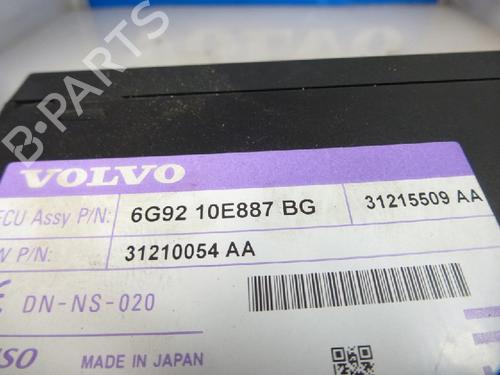 B-PARTS
VOLVO
ECU Assy P/N: 6G92 10E887 BG 31215509 AA
W P/N: 31210054 AA
DN-NS-020
MADE IN JAPAN